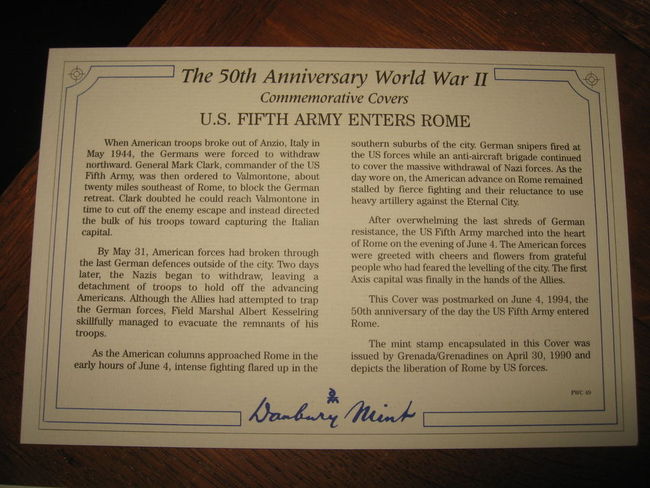 The 50th Anniversary World War II
Commemorative Covers
U.S. FIFTH ARMY ENTERS ROME
When American troops broke out of Anzio, Italy in
May 1944, the Germans were forced to withdraw
northward. General Mark Clark, commander of the US
Fifth Army, was then ordered to Valmontone, about
twenty miles southeast of Rome, to block the German
retreat. Clark doubted he could reach Valmontone in
time to cut off the enemy escape and instead directed
the bulk of his troops toward capturing the Italian
capital.
By May 31, American forces had broken through
the last German defences outside of the city. Two days
later, the Nazis began to withdraw, leaving a
detachment of troops to hold off the advancing
Americans. Although the Allies had attempted to trap
the German forces, Field Marshal Albert Kesselring
skillfully managed to evacuate the remnants of his
troops.
As the American columns approached Rome in the
early hours of June 4, intense fighting flared up in the
southern suburbs of the city. German snipers fired at
the US forces while an anti-aircraft brigade continued
to cover the massive withdrawal of Nazi forces. As the
day wore on, the American advance on Rome remained
stalled by fierce fighting and their reluctance to use
heavy artillery against the Eternal City.
After overwhelming the last shreds of German
resistance, the US Fifth Army marched into the heart
of Rome on the evening of June 4. The American forces
were greeted with cheers and flowers from grateful
people who had feared the levelling of the city. The first
Axis capital was finally in the hands of the Allies.
This Cover was postmarked on June 4, 1994, the
50th anniversary of the day the US Fifth Army entered
Rome.
The mint stamp encapsulated in this Cover was
issued by Grenada/Grenadines on April 30, 1990 and
depicts the liberation of Rome by US forces.
PWC 49
Danbury Mint